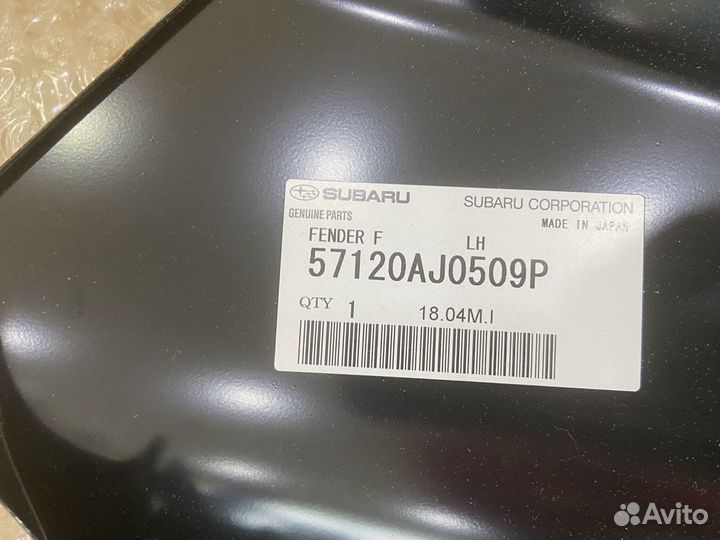 SUBARU SUBARU CORPORATION
GENUINE PARTS MADE IN JAPAN
FENDER F LH
57120AJ0509P
QTY 1 18.04M.I
Avito